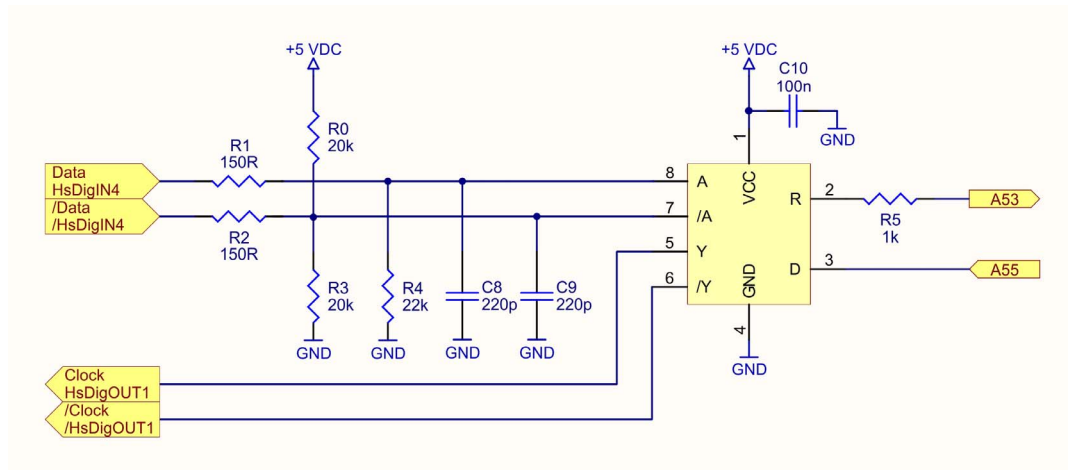 +5 VDC
+5 VDC
C10
100n
GND
R0
20k
R1
150R
1
Data
HsDigIN4
/Data
/HsDigIN4
R2
150R
8
A
VCC
R
2
R5
1k
A53
7
/A
5
Y
6
/Y
GND
D
3
A55
4
GND
R3
20k
R4
22k
C8
220p
C9
220p
GND
GND
GND
GND
Clock
HsDigOUT1
/Clock
/HsDigOUT1